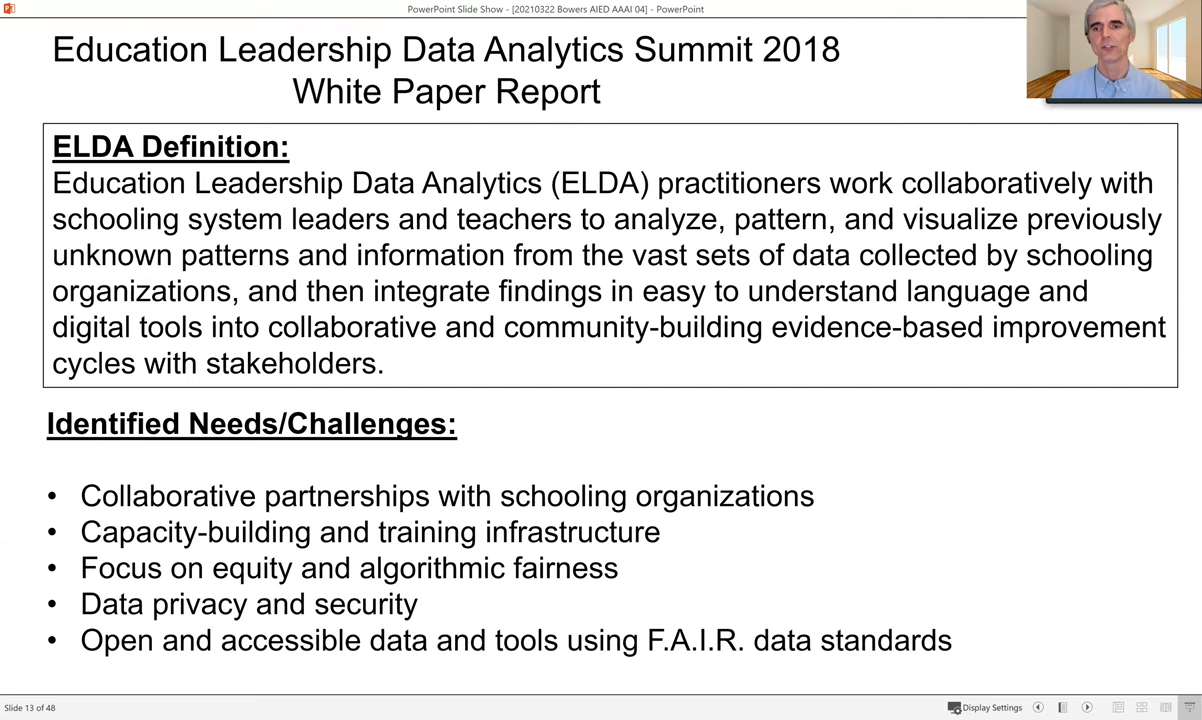 PowerPoint Slide Show - [20210322 Bowers AIED AAAI 04] - PowerPoint
Education Leadership Data Analytics Summit 2018
White Paper Report
ELDA Definition:
Education Leadership Data Analytics (ELDA) practitioners work collaboratively with
schooling system leaders and teachers to analyze, pattern, and visualize previously
unknown patterns and information from the vast sets of data collected by schooling
organizations, and then integrate findings in easy to understand language and
digital tools into collaborative and community-building evidence-based improvement
cycles with stakeholders.
Identified Needs/Challenges:
• Collaborative partnerships with schooling organizations
• Capacity-building and training infrastructure
• Focus on equity and algorithmic fairness
• Data privacy and security
• Open and accessible data and tools using F.A.I.R. data standards
Slide 13 of 48
Display Settings